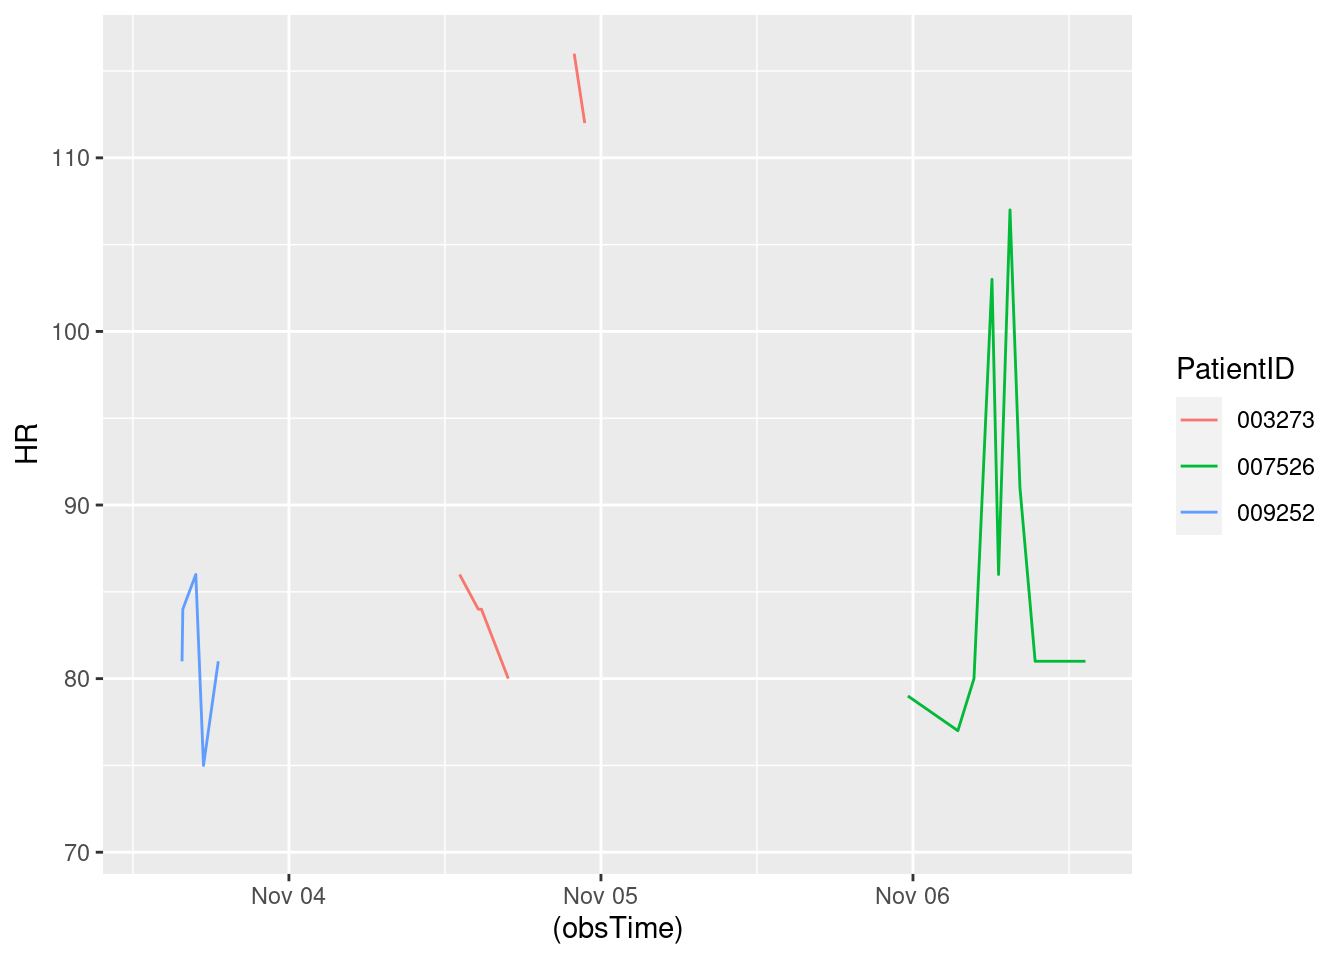 HR
110
100
90
80
70
Nov 04
Nov 05
Nov 06
(obsTime)
PatientID
003273
007526
009252